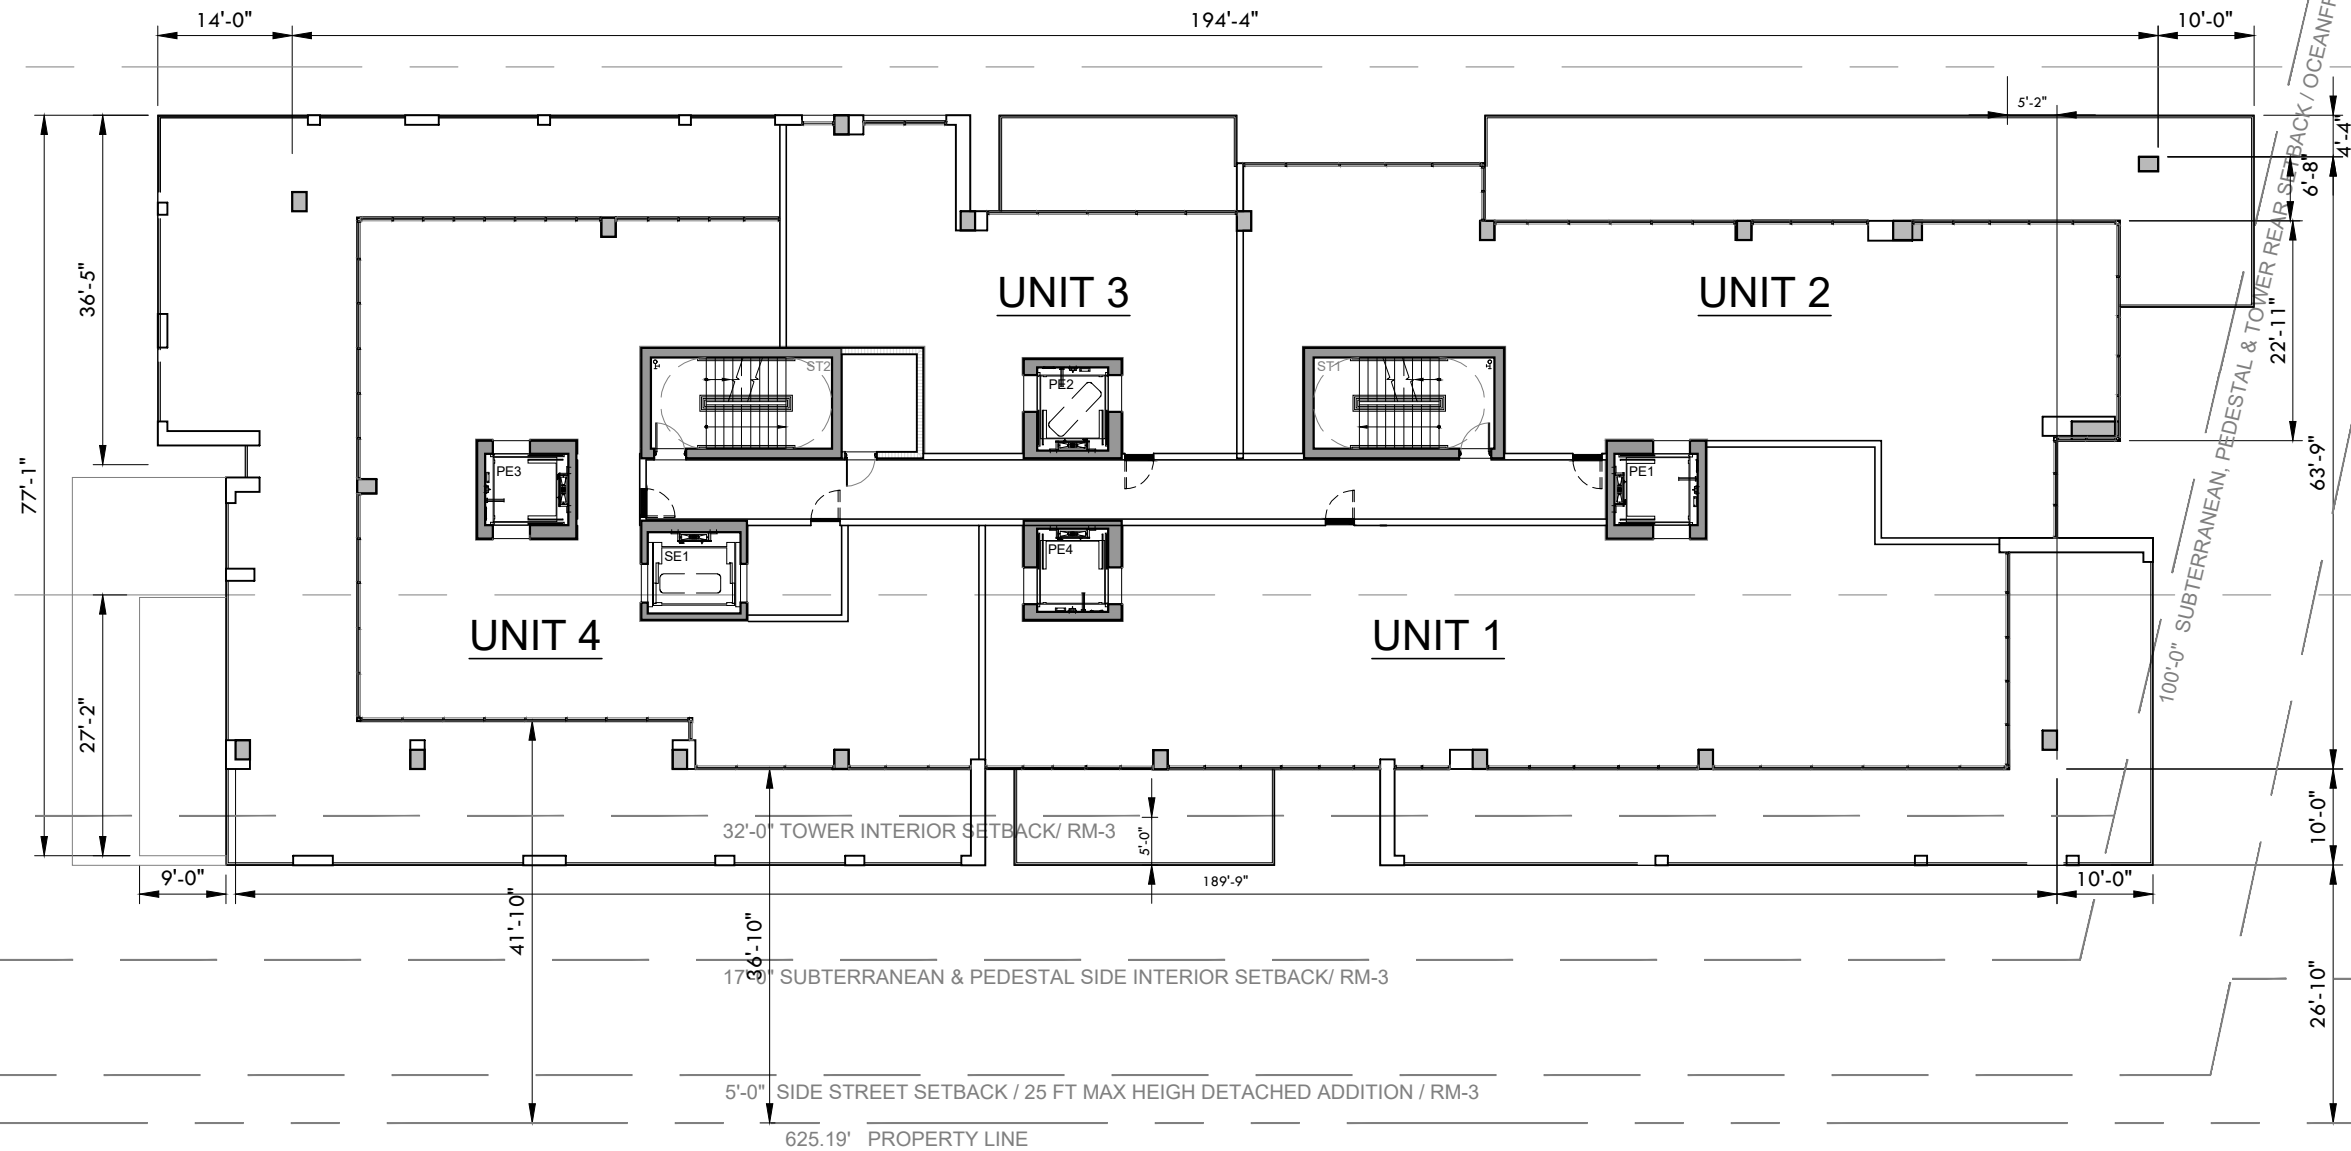 14'-0"
194'-4"
10'-0"
5'-2"
4'-4"
6'-8"
36'-5"
77'-1"
UNIT 3
UNIT 2
22'-11"
ST2
ST1
PE2
PE3
PE1
63'-9"
SE1
PE4
UNIT 4
UNIT 1
27'-2"
100'-0" SUBTERRANEAN, PEDESTAL & TOWER REAR SETBACK / OCEANFR
32'-0" TOWER INTERIOR SETBACK/ RM-3
5'-0"
10'-0"
9'-0"
189'-9"
10'-0"
41'-10"
36'-10"
17'-0" SUBTERRANEAN & PEDESTAL SIDE INTERIOR SETBACK/ RM-3
26'-10"
5'-0" SIDE STREET SETBACK / 25 FT MAX HEIGH DETACHED ADDITION / RM-3
625.19' PROPERTY LINE